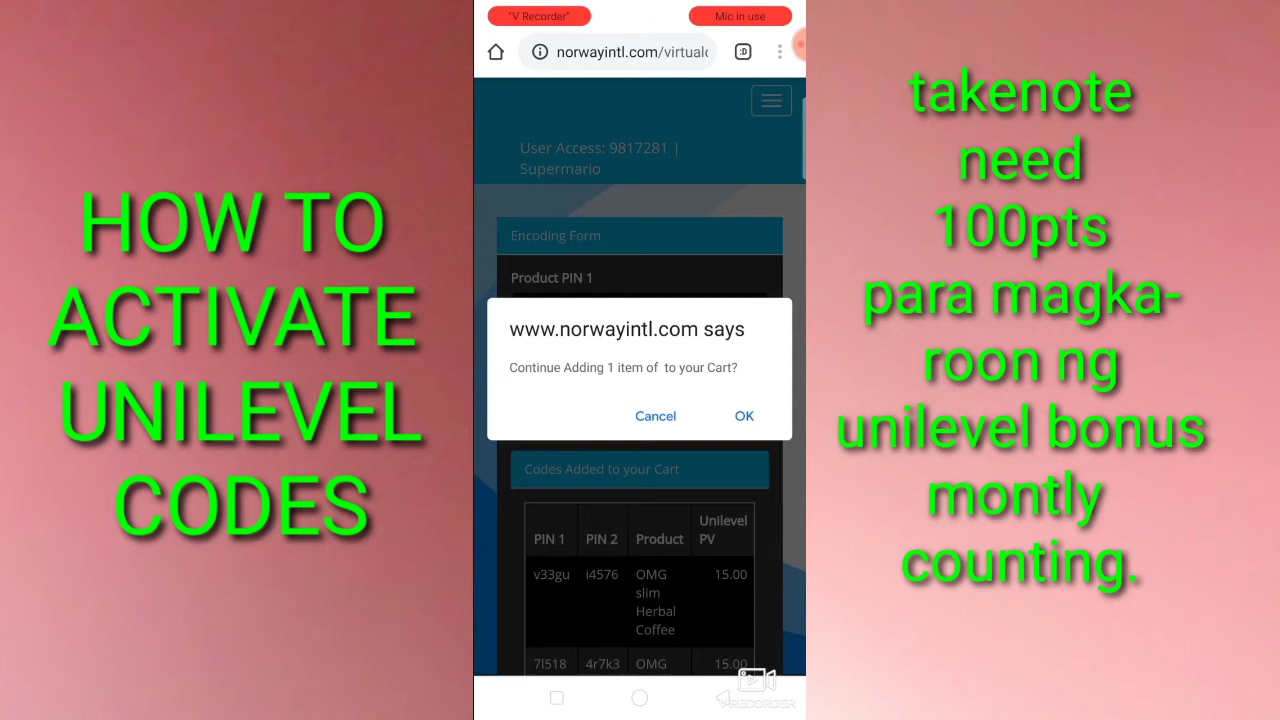 HOW TO
ACTIVATE
UNILEVEL
CODES
"V Recorder"
Mic in use
norwayintl.com/virtual
User Access: 9817281 |
Supermario
Encoding Form
Product PIN 1
www.norwayintl.com says
Continue Adding 1 item of to your Cart?
Cancel OK
Codes Added to your Cart
PIN 1 PIN 2 Product Unilevel PV
v33gu i4576 OMG 15.00
slim
Herbal
Coffee
7l518 4r7k3 OMG 15.00
RECORDER
takenote
need
100pts
para magka-
roon ng
unilevel bonus
montly
counting.